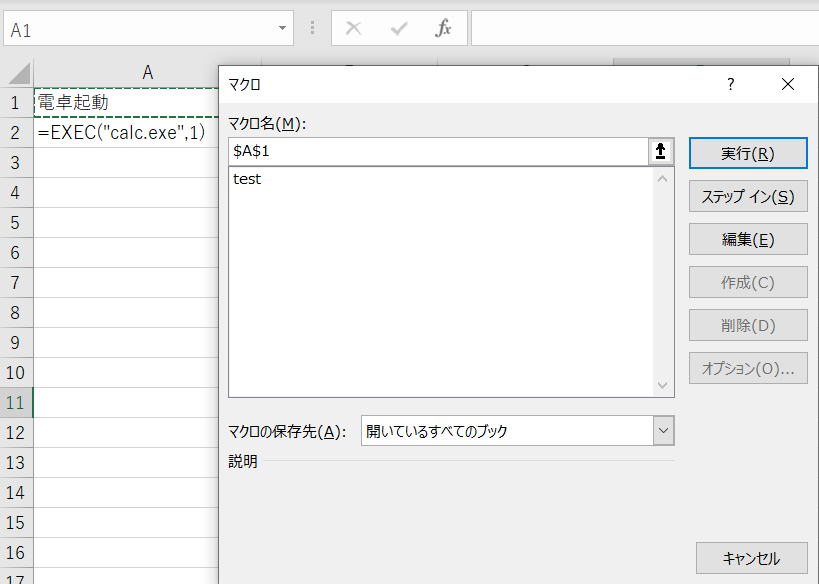 A1
fx
A
マクロ
?
1 電卓起動
マクロ名(M):
2 =EXEC("calc.exe",1)
$A$1
実行(R)
3
test
4
ステップ イン(S)
5
編集(E)
6
7
作成(C)
8
削除(D)
9
10
オプション(O)...
11
12
マクロの保存先(A):
開いているすべてのブック
13
説明
14
15
16
キャンセル
17